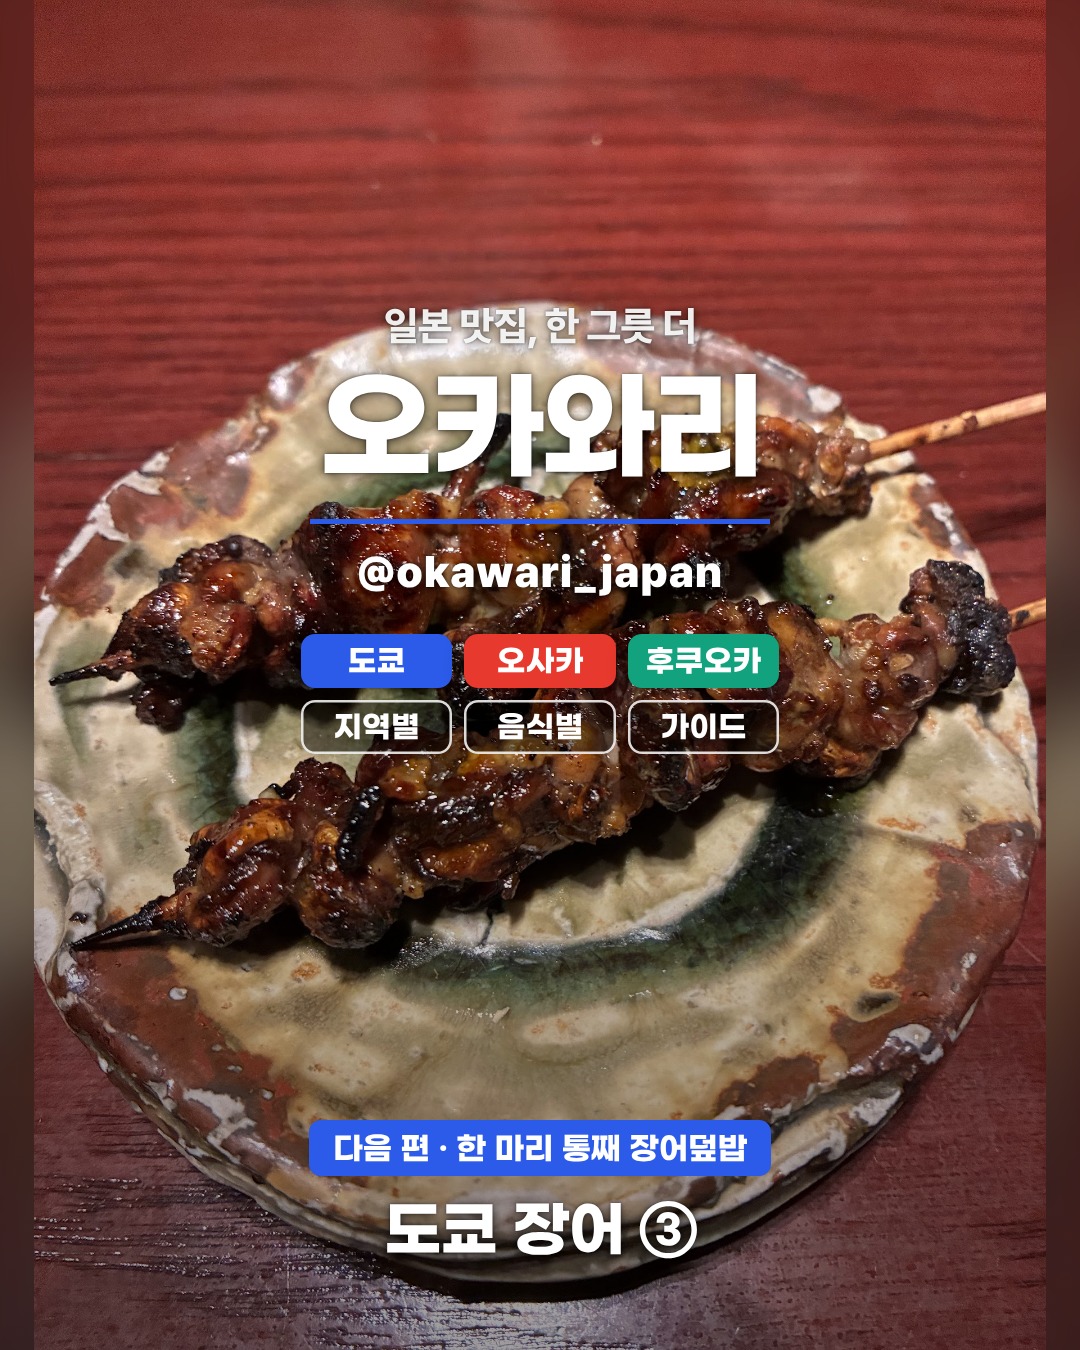 일본 맛집, 한 그릇 더
오카와리
@okawari_japan
도쿄 오사카 후쿠오카
지역별 음식별 가이드
다음 편 · 한 마리 통째 장어덮밥
도쿄 장어 ③